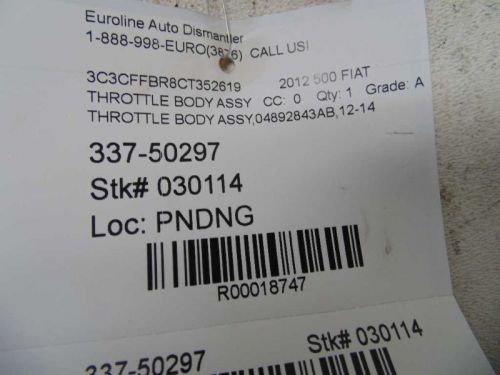 Euroline Auto Dismantler
1-888-998-EURO(3876) CALL US!
3C3CFFBR8CT352619 2012 500 FIAT
THROTTLE BODY ASSY CC: 0 Qty: 1 Grade: A
THROTTLE BODY ASSY,04892843AB,12-14
337-50297
Stk# 030114
Loc: PNDNG
R00018747
337-50297 Stk# 030114